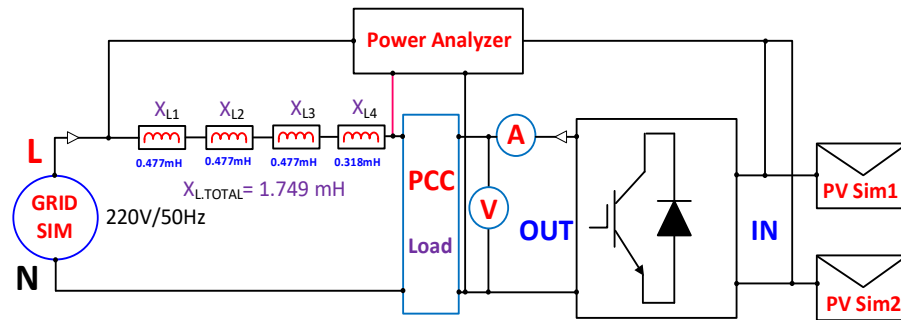 Power Analyzer
XL1 XL2 XL3 XL4
0.477mH 0.477mH 0.477mH 0.318mH
XL.TOTAL= 1.749 mH
L
GRID
SIM
220V/50Hz
N
PCC
Load
A
V
OUT
IN
PV Sim1
PV Sim2